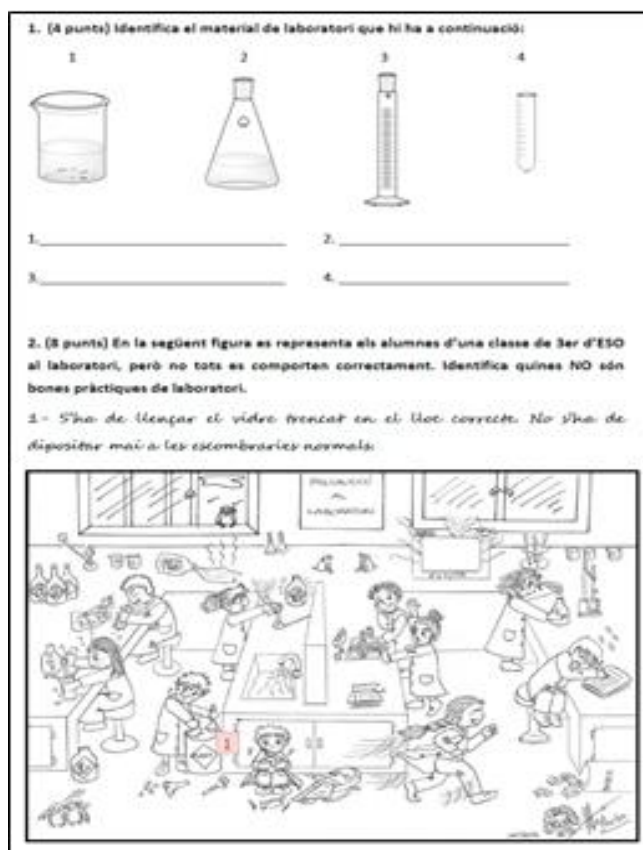 1. (4 punts) Identifica el material de laboratori que hi ha a continuació:
1 2 3 4
1. 2.
3. 4.
2. (8 punts) En la següent figura es representa els alumnes d'una classe de 3er d'ESO
al laboratori, però no tots es comporten correctament. Identifica quines NO són
bones pràctiques de laboratori.
1- S'ha de llençar el vidre trencat en el lloc correcte. No s'ha de
dipositar mai a les escombraries normals.
PRECAUCIÓ
AL
LABORATORI
1